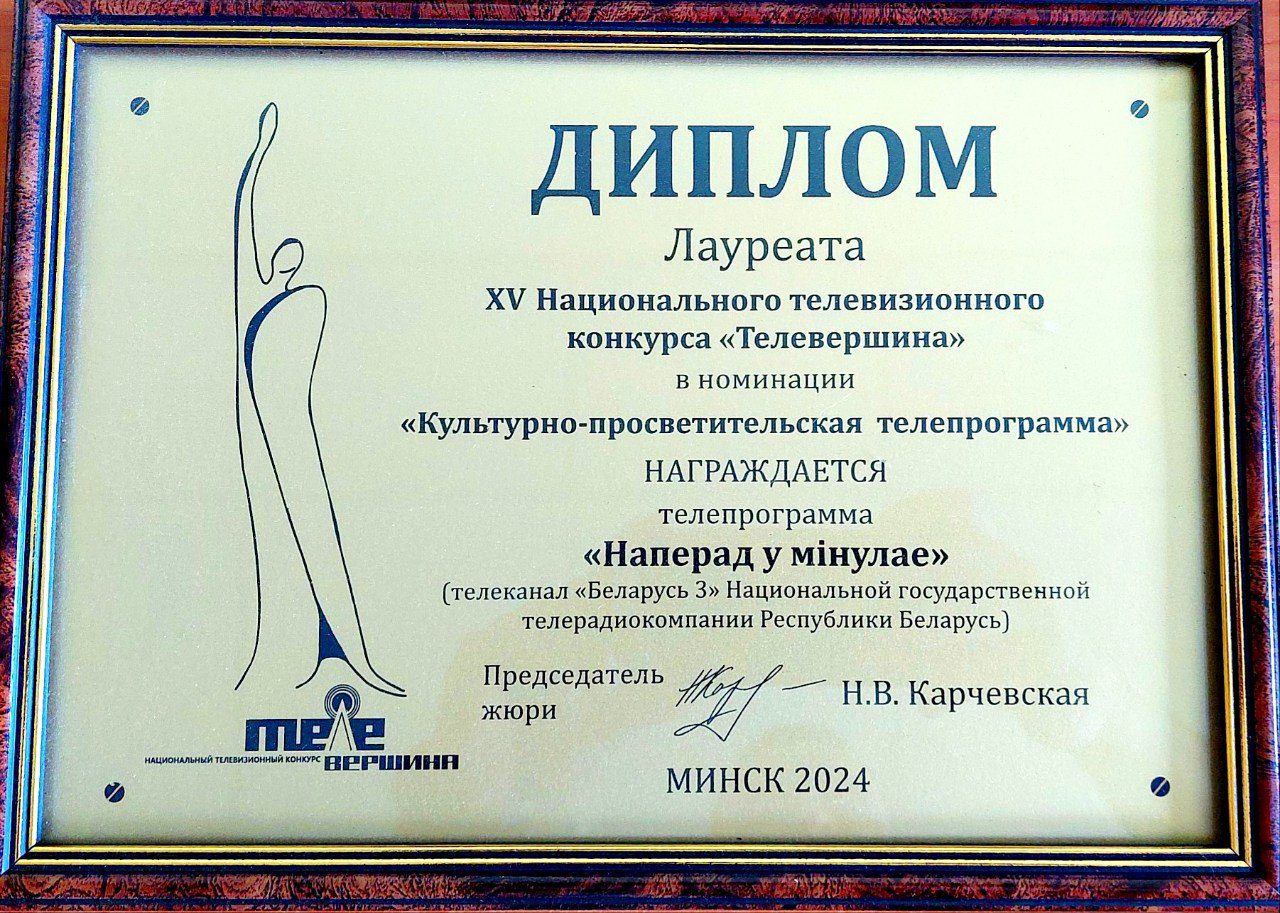 ДИПЛОМ
Лауреата
XV Национального телевизионного
конкурса «Телевершина»
в номинации
«Культурно-просветительская телепрограмма»
НАГРАЖДАЕТСЯ
телепрограмма
«Наперад у мінулае»
(телеканал «Беларусь 3» Национальной государственной
телерадиокомпании Республики Беларусь)
Председатель
жюри
Н.В. Карчевская
МИНСК 2024
теле
НАЦИОНАЛЬНЫЙ ТЕЛЕВИЗИОННЫЙ КОНКУРС ВЕРШИНА